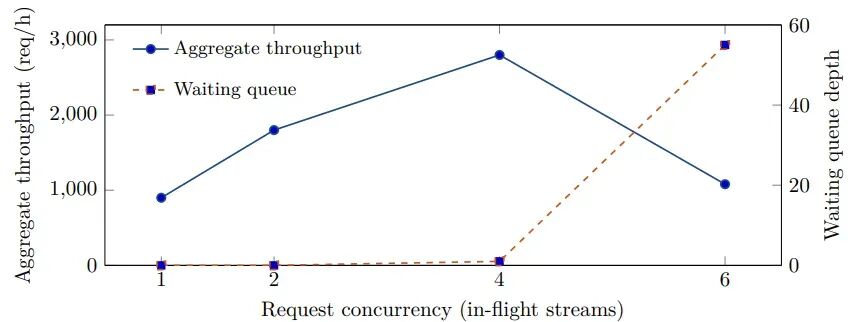 Aggregate throughput (req/h)
3,000
2,000
1,000
0
Aggregate throughput
Waiting queue
60
40
20
0
Waiting queue depth
1 2 4 6
Request concurrency (in-flight streams)